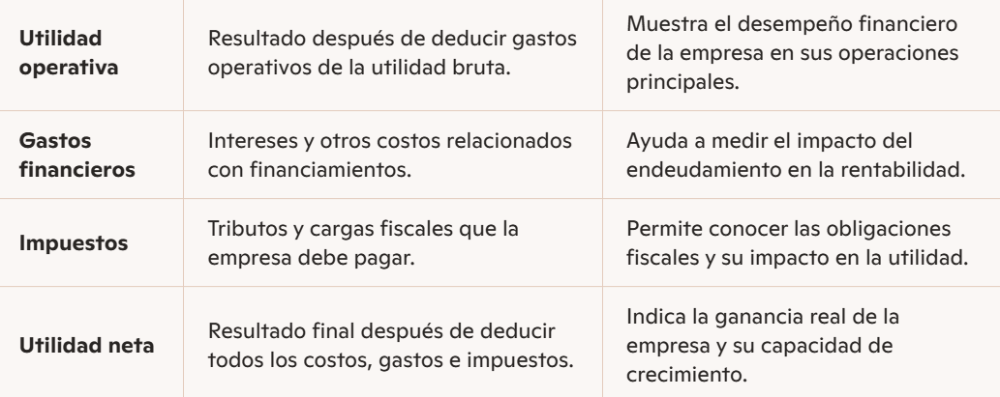 Utilidad
operativa
Resultado después de deducir gastos
operativos de la utilidad bruta.
Muestra el desempeño financiero
de la empresa en sus operaciones
principales.
Gastos
financieros
Intereses y otros costos relacionados
con financiamientos.
Ayuda a medir el impacto del
endeudamiento en la rentabilidad.
Impuestos
Tributos y cargas fiscales que la
empresa debe pagar.
Permite conocer las obligaciones
fiscales y su impacto en la utilidad.
Utilidad neta
Resultado final después de deducir
todos los costos, gastos e impuestos.
Indica la ganancia real de la
empresa y su capacidad de
crecimiento.